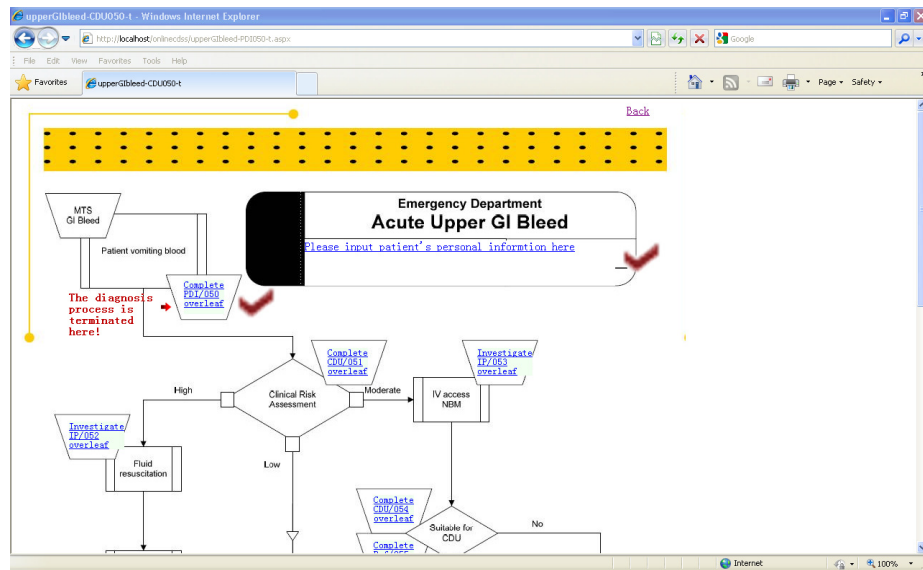 upperGIbleed-CDU050-t - Windows Internet Explorer
http://localhost/onlinecdss/upperGIbleed-PDI050-t.aspx
Google
File Edit View Favorites Tools Help
Favorites
upperGIbleed-CDU050-t
Page Safety
Back
MTS
GI Bleed
Patient vomiting blood
Emergency Department
Acute Upper GI Bleed
Please input patient's personal informtion here
Complete
PDI/050
overleaf
The diagnosis
process is
terminated
here!
Complete
CDU/051
overleaf
Investigate
IP/053
overleaf
High
Clinical Risk
Assessment
Moderate
IV access
NBM
Investigate
IP/052
overleaf
Fluid
resuscitation
Low
Complete
CDU/054
overleaf
Suitable for
CDU
No
Complete
Internet
100%